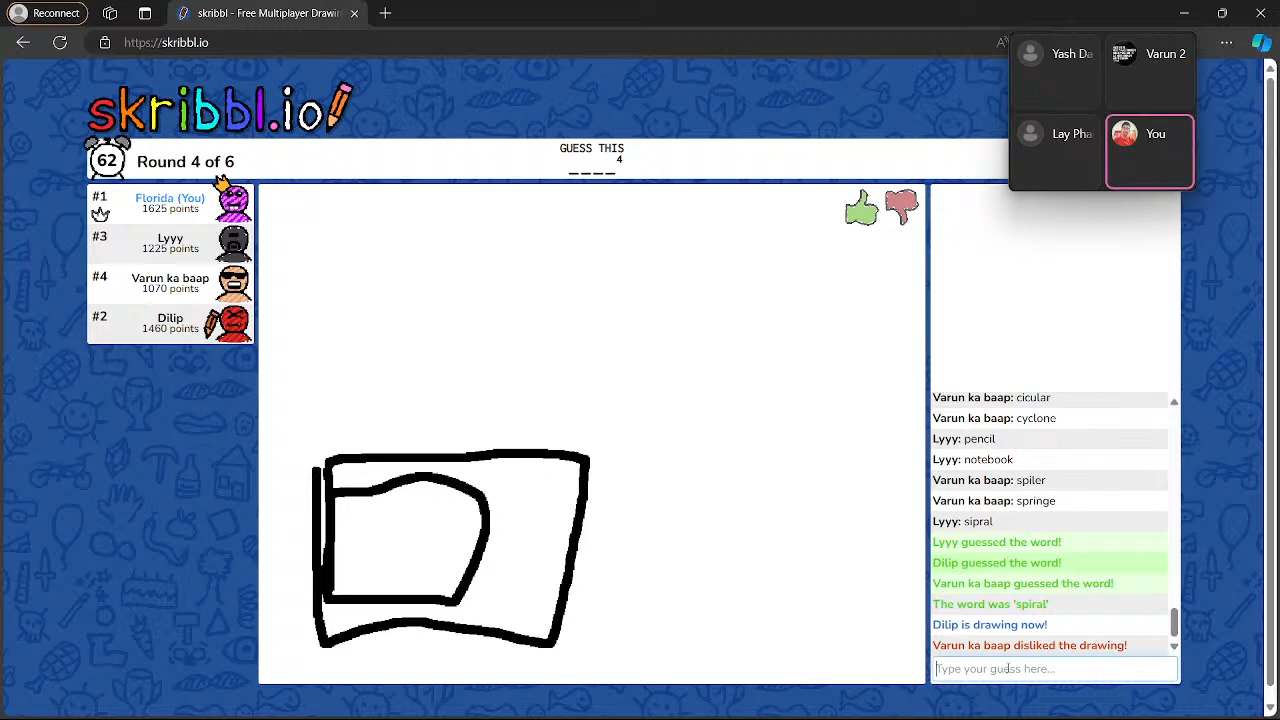 Reconnect
skribbl - Free Multiplayer Drawin
https://skribbl.io
Yash Da
Varun 2
Lay Pha
You
skribbl.io
62
Round 4 of 6
GUESS THIS
4
____
#1
Florida (You)
1625 points
#3
Lyyy
1225 points
#4
Varun ka baap
1070 points
#2
Dilip
1460 points
Varun ka baap: cicular
Varun ka baap: cyclone
Lyyy: pencil
Lyyy: notebook
Varun ka baap: spiler
Varun ka baap: springe
Lyyy: sipral
Lyyy guessed the word!
Dilip guessed the word!
Varun ka baap guessed the word!
The word was 'spiral'
Dilip is drawing now!
Varun ka baap disliked the drawing!
Type your guess here...